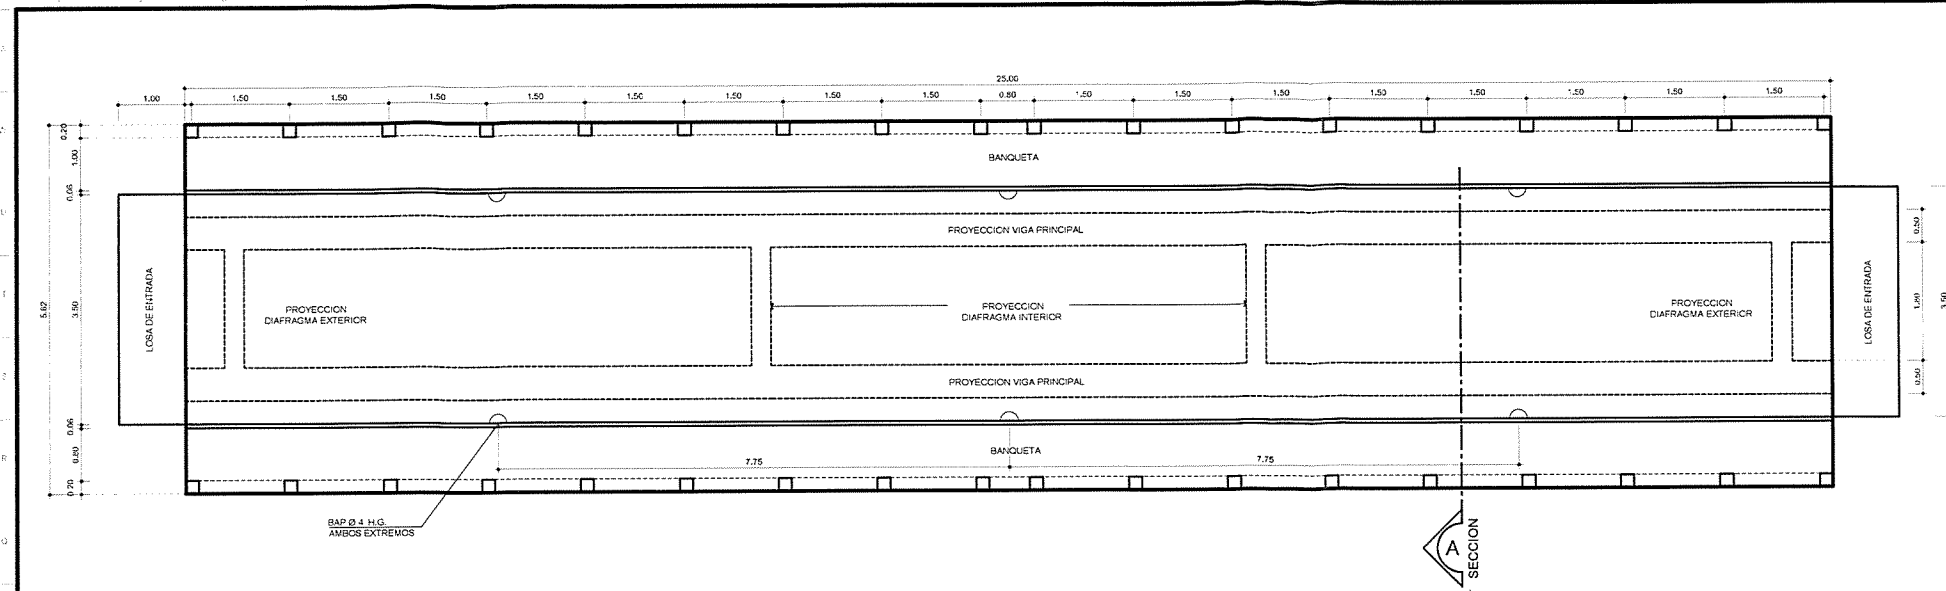 25.00
1.00 1.50 1.50 1.50 1.50 1.50 1.50 1.50 1.50 0.80 1.50 1.50 1.50 1.50 1.50 1.50 1.50 1.50
0.20
1.00
0.06
BANQUETA
PROYECCION VIGA PRINCIPAL
0.50
LOSA DE ENTRADA
5.62
3.50
PROYECCION
DIAFRAGMA EXTERIOR
PROYECCION
DIAFRAGMA INTERIOR
PROYECCION
DIAFRAGMA EXTERIOR
LOSA DE ENTRADA
1.80
3.50
PROYECCION VIGA PRINCIPAL
0.50
0.06
0.80
0.20
BANQUETA
7.75 7.75
BAP Ø 4 H.G.
AMBOS EXTREMOS
A
SECCION